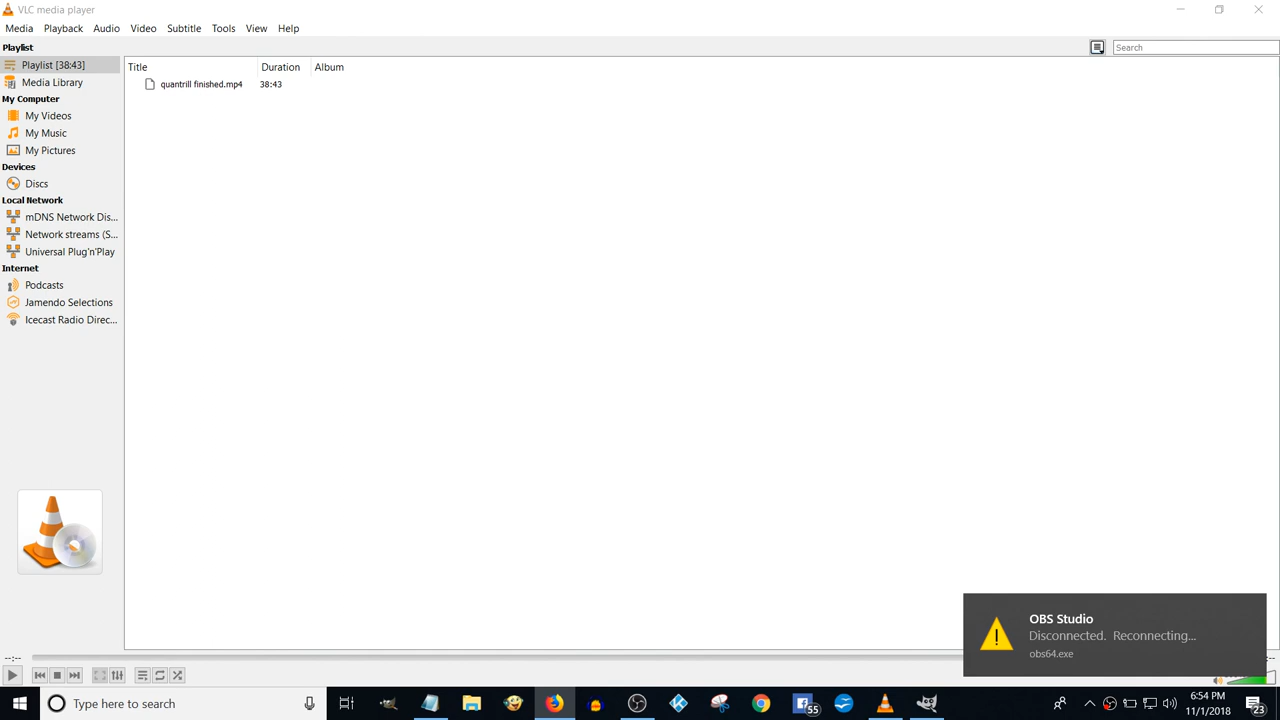 VLC media player
Media Playback Audio Video Subtitle Tools View Help
Playlist
Search
Playlist [38:43]
Media Library
My Computer
My Videos
My Music
My Pictures
Devices
Discs
Local Network
mDNS Network Dis...
Network streams (S...
Universal Plug'n'Play
Internet
Podcasts
Jamendo Selections
Icecast Radio Direc...
Title Duration Album
quantrill finished.mp4 38:43
OBS Studio
Disconnected. Reconnecting...
obs64.exe
--:--
Type here to search
55
6:54 PM
11/1/2018
23